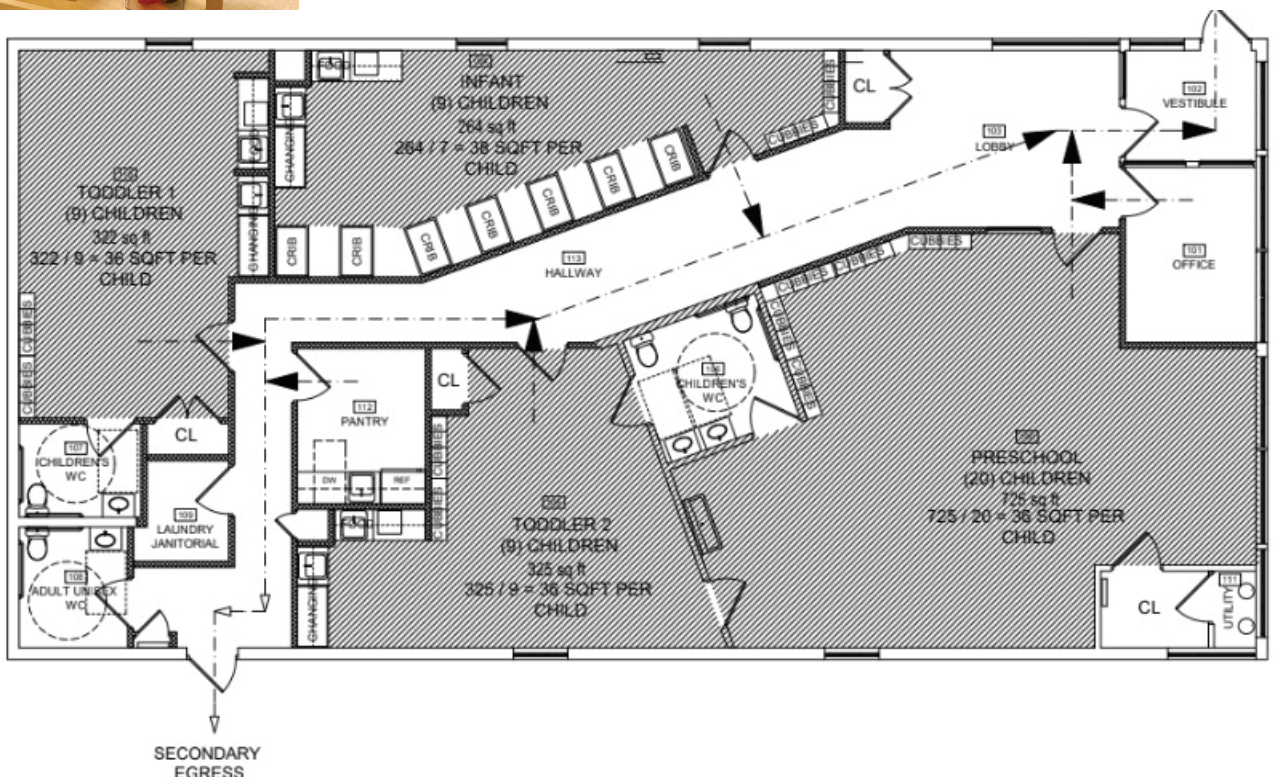 INFANT
(9) CHILDREN
264 sq ft
264 / 7 = 38 SQFT PER
CHILD
FOOD
CHANGING
CRIB
CRIB
CRIB
CRIB
CRIB
CRIB
CRIB
CUBBIES
CUBBIES
CL
102
VESTIBULE
103
LOBBY
101
OFFICE
TODDLER 1
(9) CHILDREN
322 sq ft
322 / 9 = 36 SQFT PER
CHILD
CHANGING
CUBBIES
CUBBIES
113
HALLWAY
CUBBIES
CUBBIES
CUBBIES
CUBBIES
CUBBIES
CL
112
PANTRY
DW
REF
CL
CHILDREN'S
WC
107
CHILDREN'S
WC
109
LAUNDRY
JANITORIAL
108
ADULT UNISEX
WC
CUBBIES
CUBBIES
FOOD
CHANGING
TODDLER 2
(9) CHILDREN
325 sq ft
325 / 9 = 36 SQFT PER
CHILD
PRESCHOOL
(20) CHILDREN
725 sq ft
725 / 20 = 36 SQFT PER
CHILD
CL
111
UTILITY
SECONDARY
EGRESS